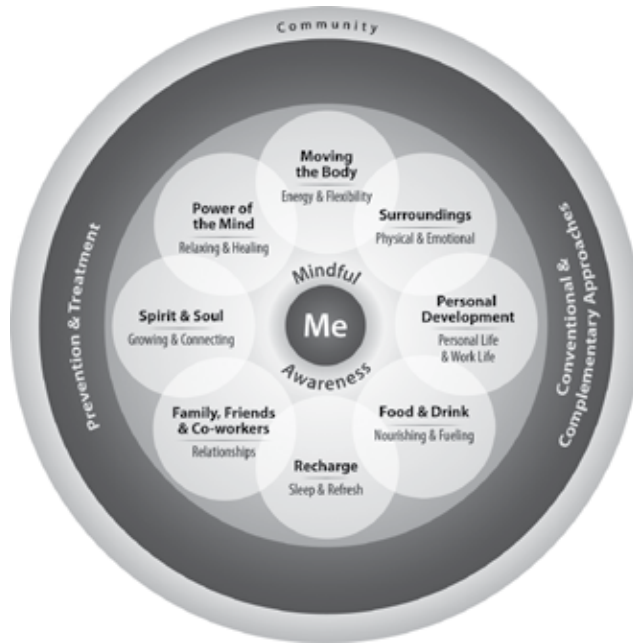 Community
Prevention & Treatment
Conventional &
Complementary Approaches
Moving
the Body
Energy & Flexibility
Surroundings
Physical & Emotional
Personal
Development
Personal Life
& Work Life
Food & Drink
Nourishing & Fueling
Recharge
Sleep & Refresh
Family, Friends
& Co-workers
Relationships
Spirit & Soul
Growing & Connecting
Power of
the Mind
Relaxing & Healing
Mindful
Me
Awareness